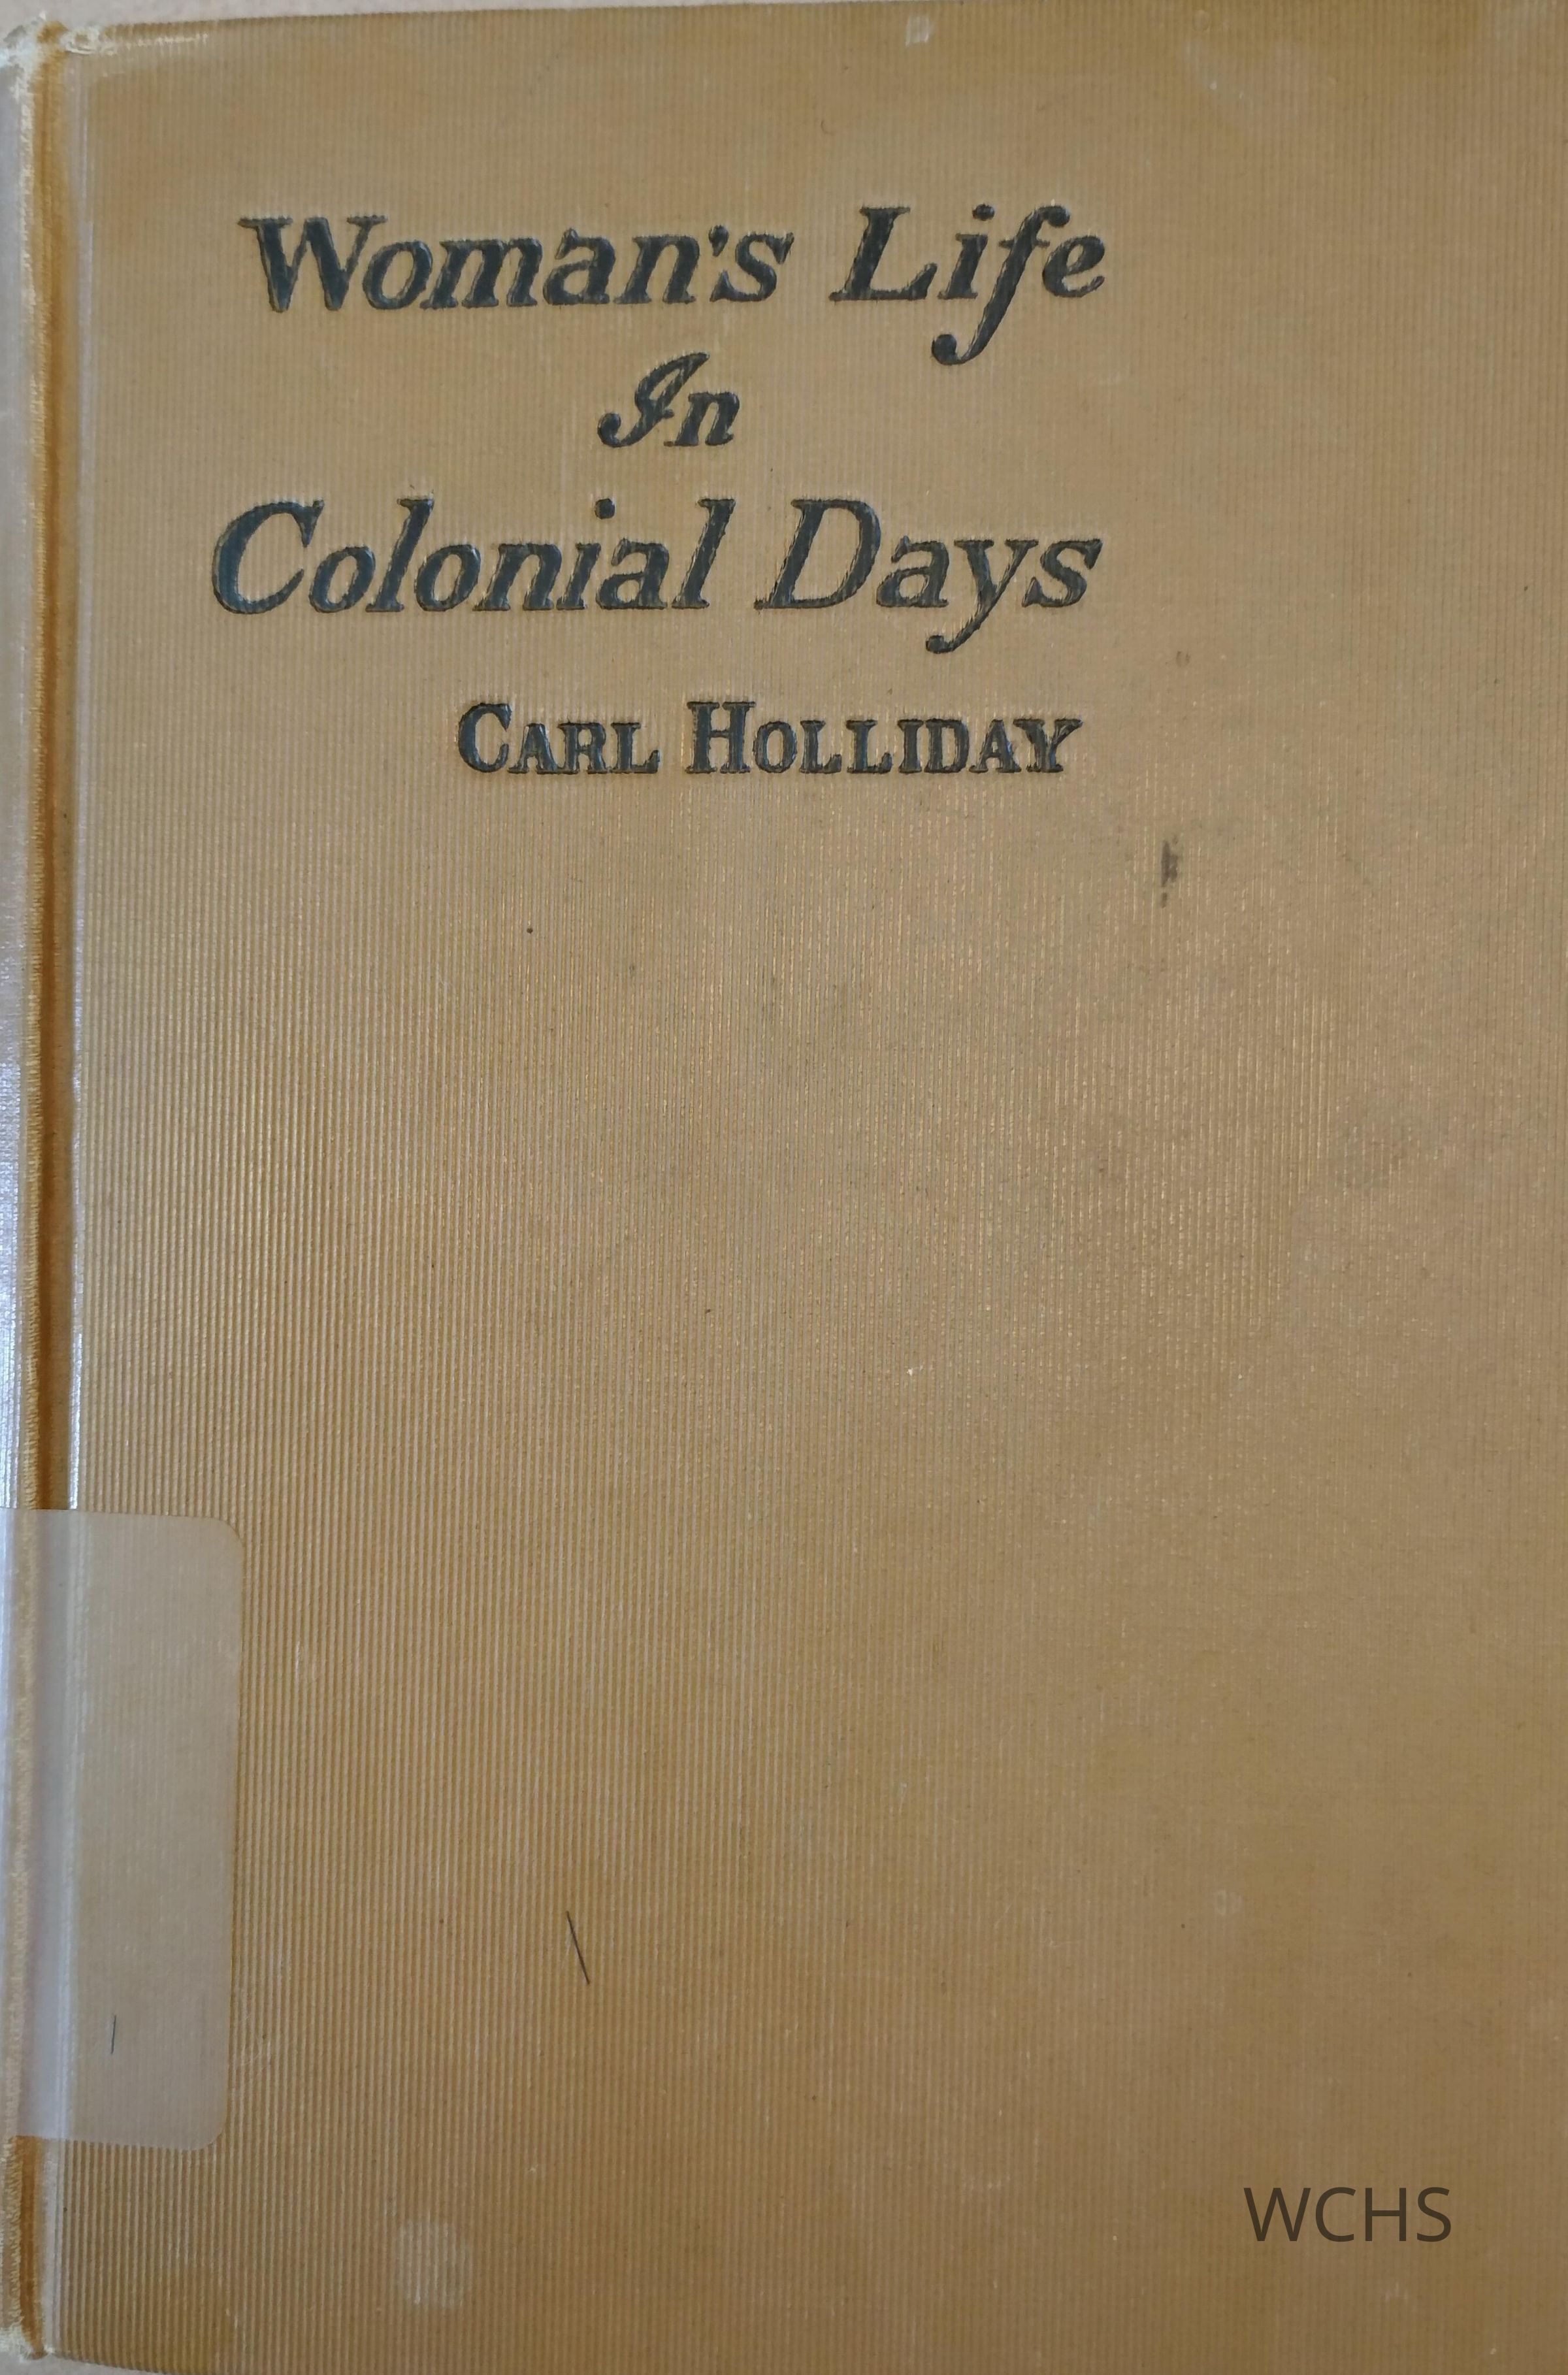 Woman's Life
In
Colonial Days
CARL HOLLIDAY
WCHS